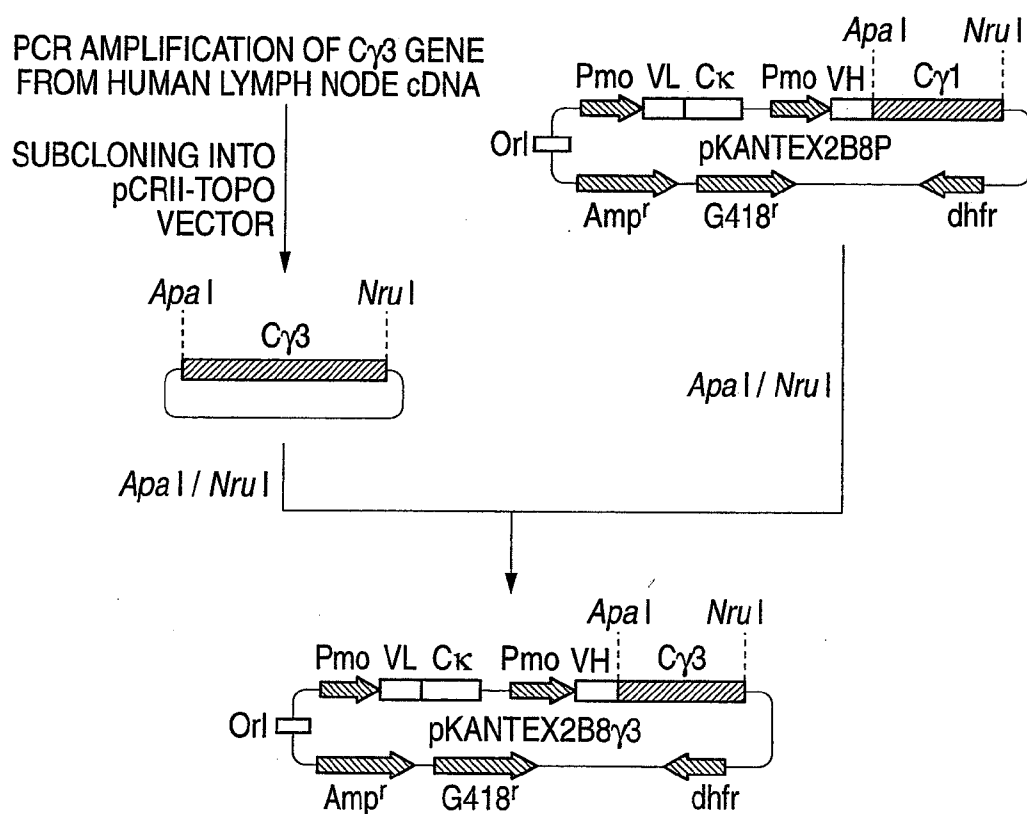 PCR AMPLIFICATION OF Cγ3 GENE
FROM HUMAN LYMPH NODE cDNA
SUBCLONING INTO
pCRII-TOPO
VECTOR
Apa I Nru I
Cγ3
Apa I / Nru I
Apa I Nru I
Pmo VL Cκ Pmo VH Cγ1
OrI
pKANTEX2B8P
Ampʳ G418ʳ dhfr
Apa I / Nru I
Apa I Nru I
Pmo VL Cκ Pmo VH Cγ3
OrI
pKANTEX2B8γ3
Ampʳ G418ʳ dhfr